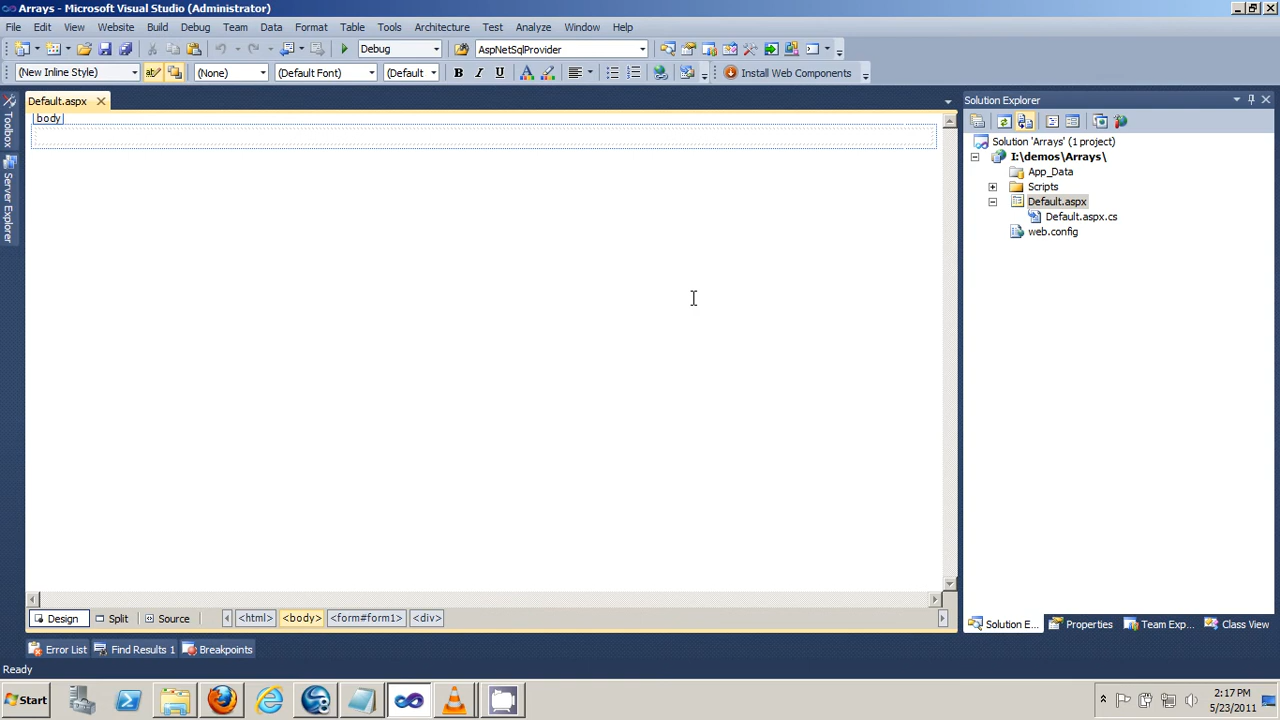 Arrays - Microsoft Visual Studio (Administrator)
File Edit View Website Build Debug Team Data Format Table Tools Architecture Test Analyze Window Help
Debug AspNetSqlProvider
(New Inline Style) (None) (Default Font) (Default B I U A Install Web Components
Default.aspx
Solution Explorer
body
Toolbox
Server Explorer
Solution 'Arrays' (1 project)
I:\demos\Arrays\
App_Data
Scripts
Default.aspx
Default.aspx.cs
web.config
Design Split Source <html> <body> <form#form1> <div>
Solution E... Properties Team Exp... Class View
Error List Find Results 1 Breakpoints
Ready
Start
2:17 PM
5/23/2011